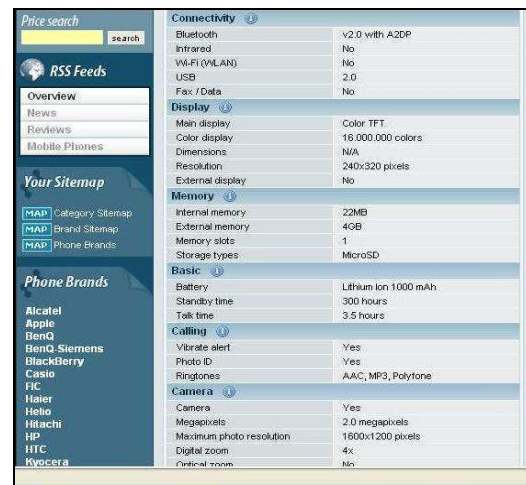 Price search
search
RSS Feeds
Overview
News
Reviews
Mobile Phones
Your Sitemap
MAP Category Sitemap
MAP Brand Sitemap
MAP Phone Brands
Phone Brands
Alcatel
Apple
BenQ
BenQ-Siemens
BlackBerry
Casio
FIC
Haier
Helio
Hitachi
HP
HTC
Kyocera
Connectivity
Bluetooth v2.0 with A2DP
Infrared No
Wi-Fi (WLAN) No
USB 2.0
Fax / Data No
Display
Main display Color TFT
Color display 16.000.000 colors
Dimensions N/A
Resolution 240x320 pixels
External display No
Memory
Internal memory 22MB
External memory 4GB
Memory slots 1
Storage types MicroSD
Basic
Battery Lithium Ion 1000 mAh
Standby time 300 hours
Talk time 3.5 hours
Calling
Vibrate alert Yes
Photo ID Yes
Ringtones AAC, MP3, Polyfone
Camera
Camera Yes
Megapixels 2.0 megapixels
Maximum photo resolution 1600x1200 pixels
Digital zoom 4x
Optical zoom No